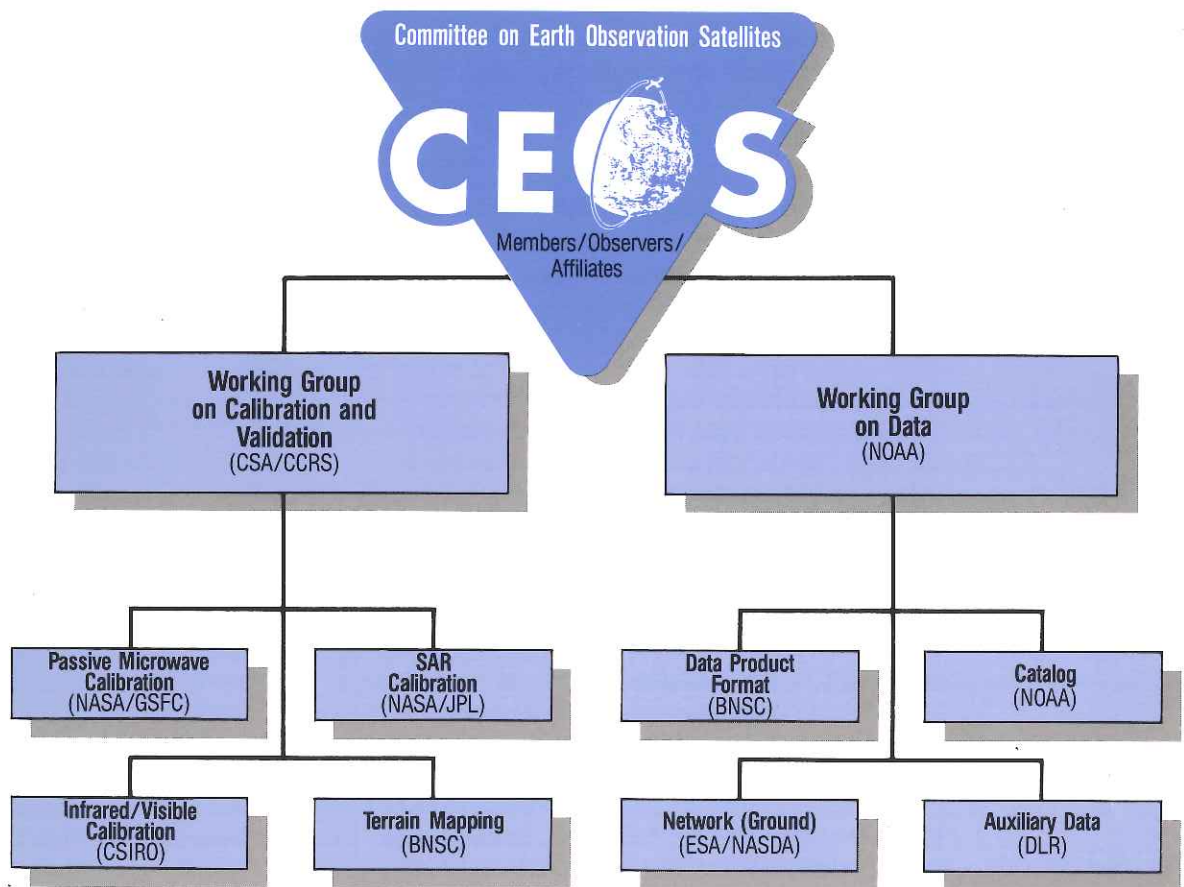 Committee on Earth Observation Satellites
CEOS
Members/Observers/
Affiliates
Working Group
on Calibration and
Validation
(CSA/CCRS)
Working Group
on Data
(NOAA)
Passive Microwave
Calibration
(NASA/GSFC)
SAR
Calibration
(NASA/JPL)
Data Product
Format
(BNSC)
Catalog
(NOAA)
Infrared/Visible
Calibration
(CSIRO)
Terrain Mapping
(BNSC)
Network (Ground)
(ESA/NASDA)
Auxiliary Data
(DLR)